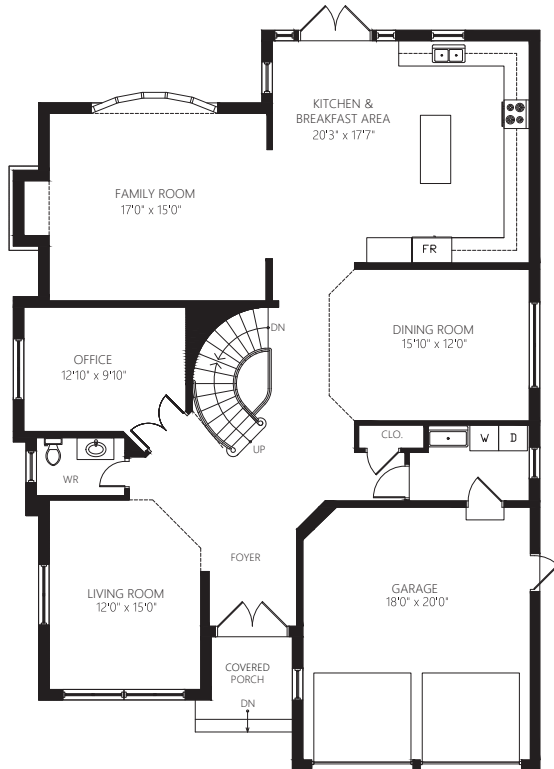 KITCHEN &
BREAKFAST AREA
20'3" x 17'7"
FAMILY ROOM
17'0" x 15'0"
FR
DN
DINING ROOM
15'10" x 12'0"
OFFICE
12'10" x 9'10"
UP
CLO.
W
D
WR
FOYER
LIVING ROOM
12'0" x 15'0"
GARAGE
18'0" x 20'0"
COVERED
PORCH
DN